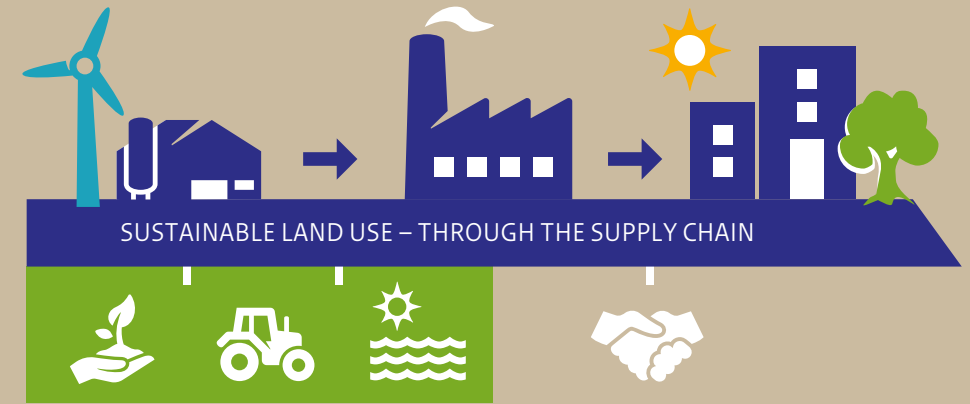 SUSTAINABLE LAND USE – THROUGH THE SUPPLY CHAIN